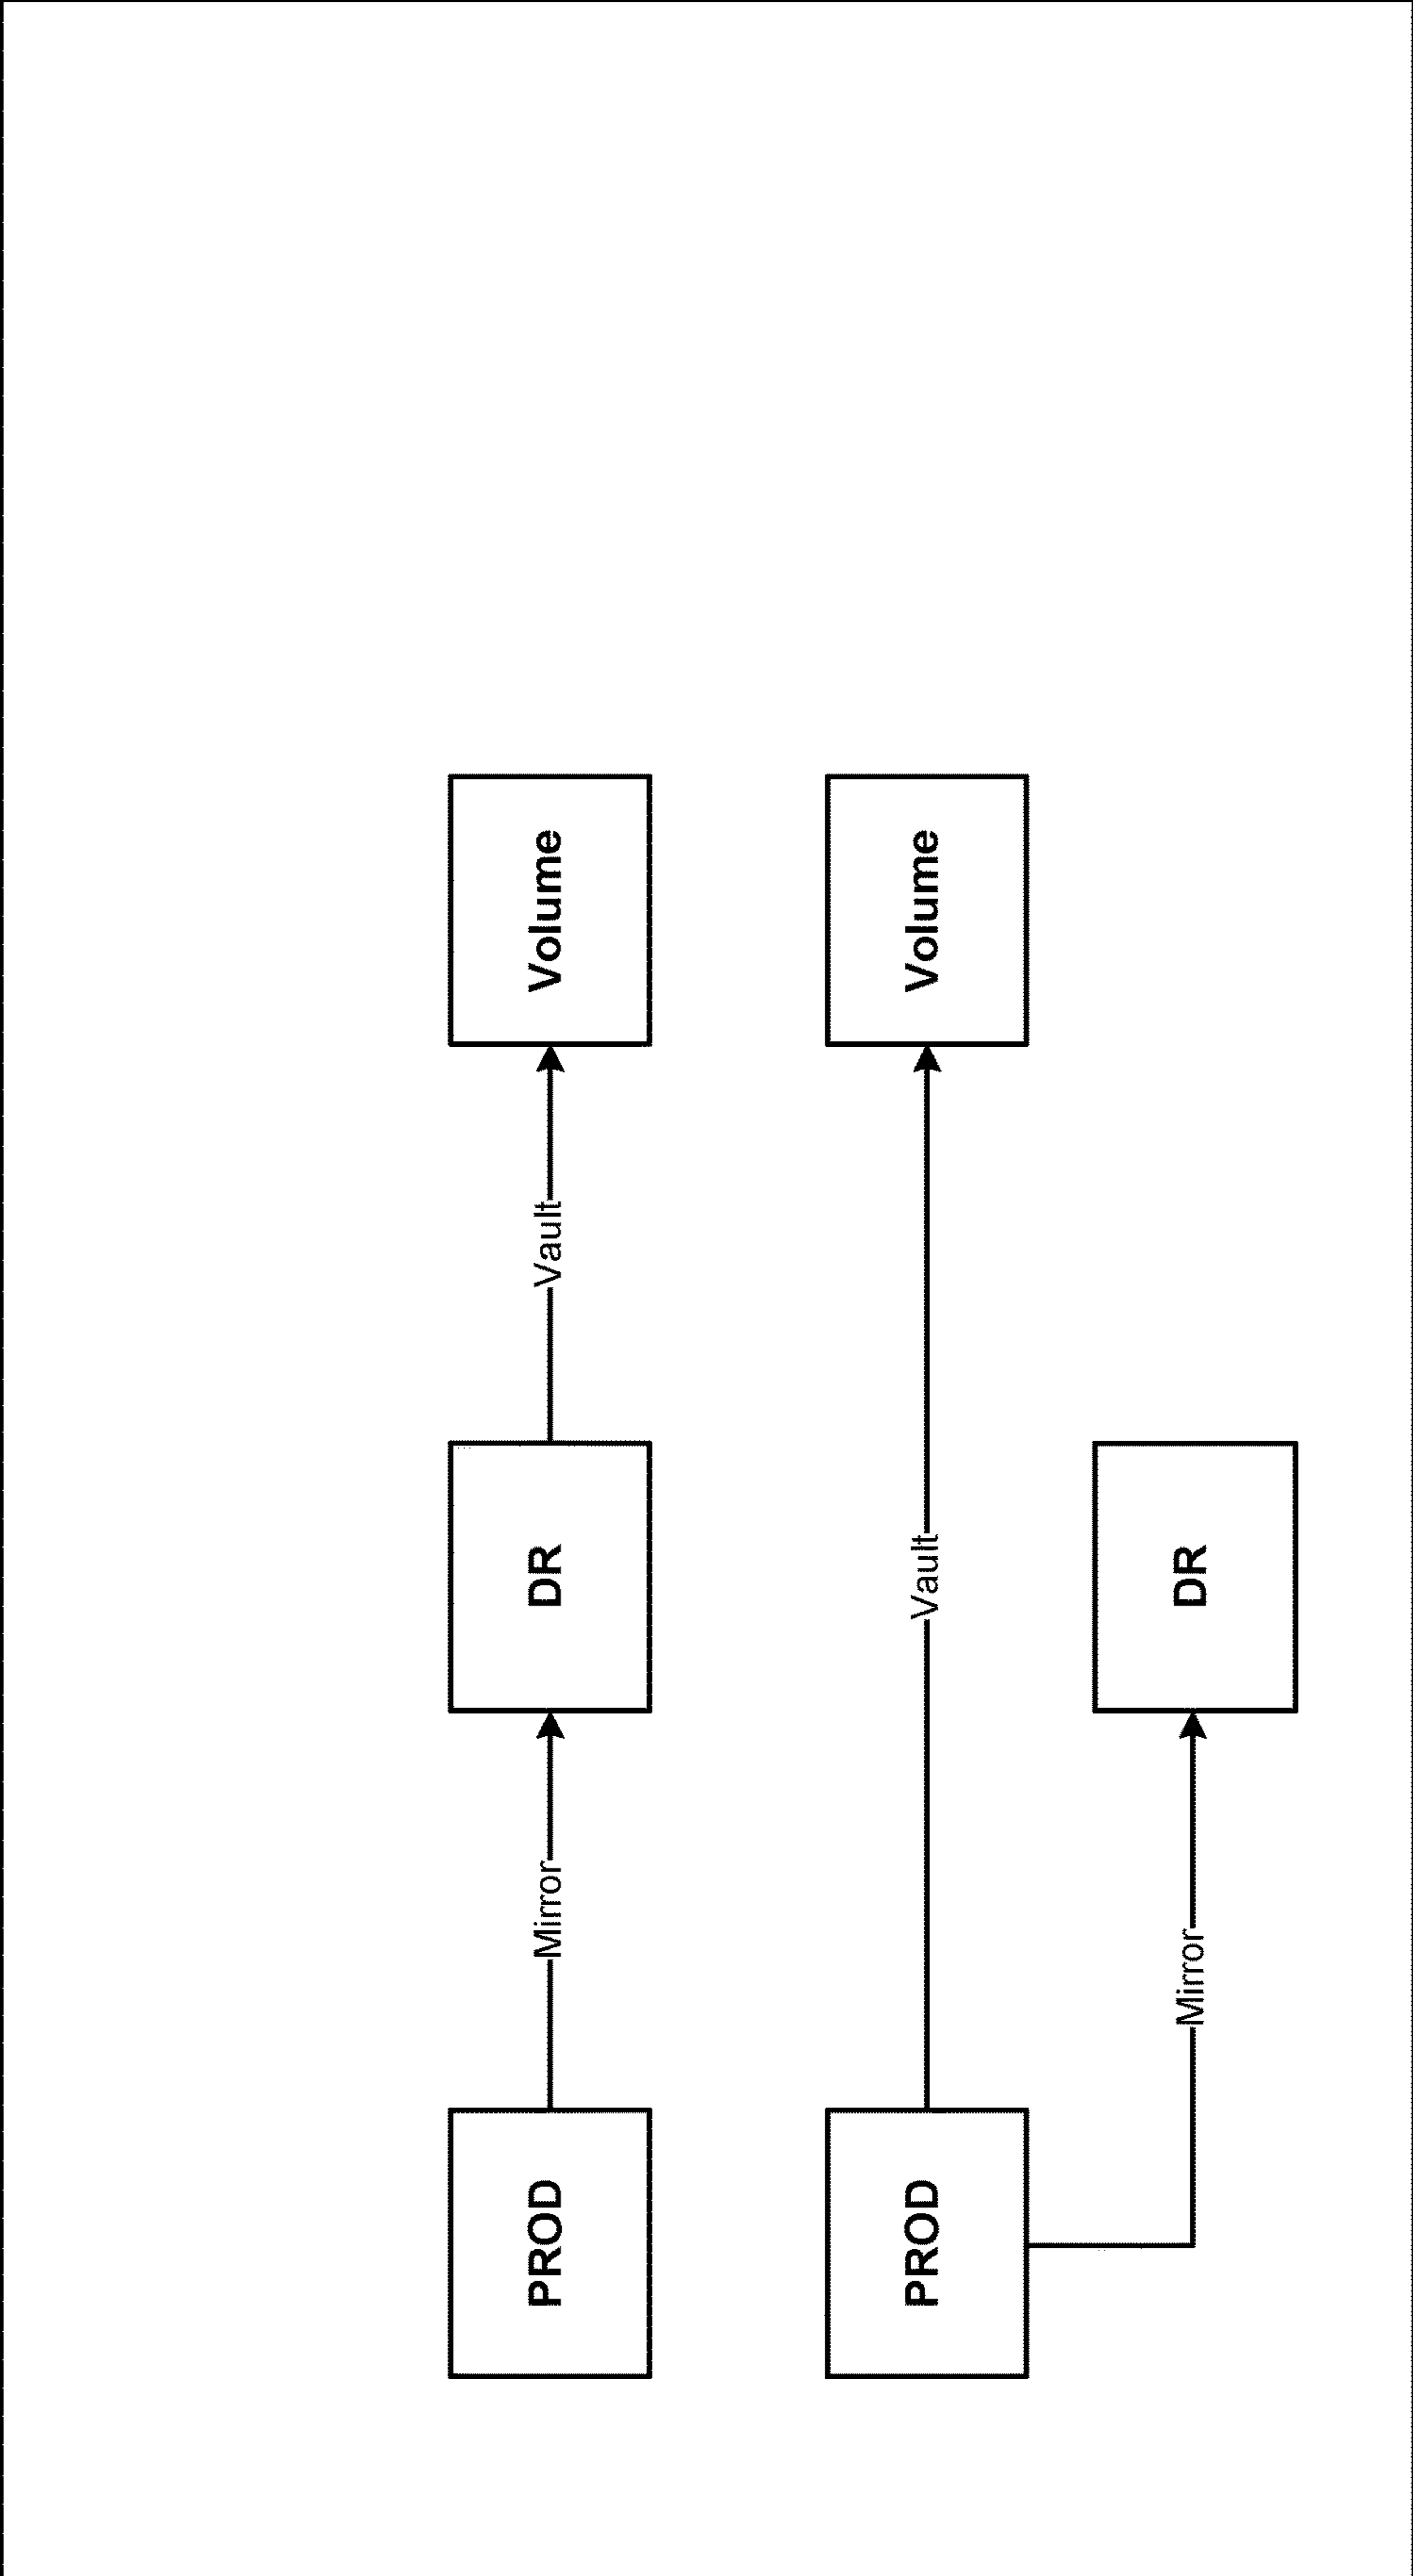 PROD
Mirror
DR
Vault
Volume
PROD
Vault
Volume
Mirror
DR